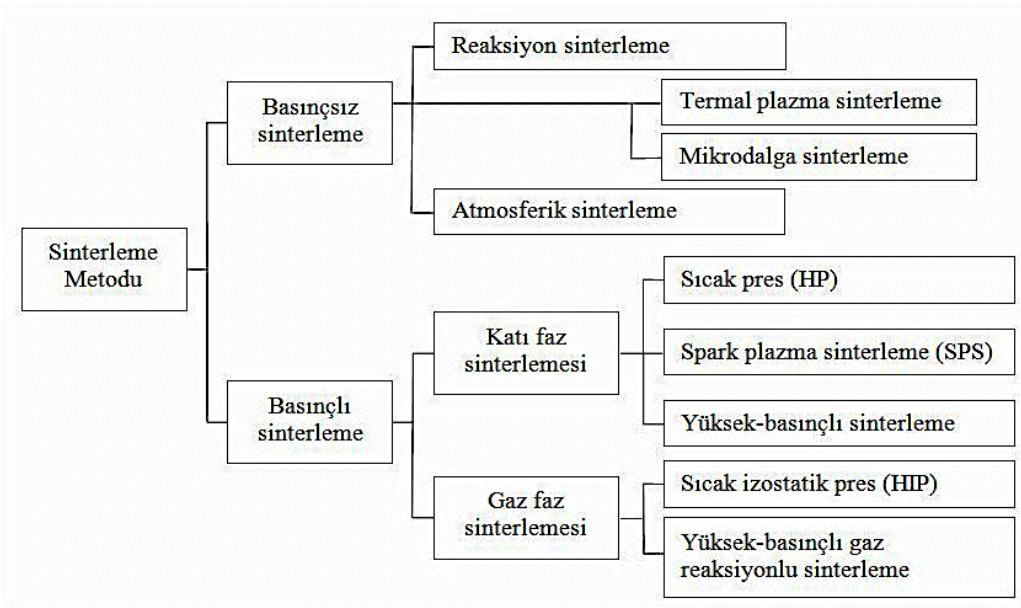 Reaksiyon sinterleme
Basınçsız
sinterleme
Termal plazma sinterleme
Mikrodalga sinterleme
Atmosferik sinterleme
Sinterleme
Metodu
Sıcak pres (HP)
Katı faz
sinterlemesi
Spark plazma sinterleme (SPS)
Basınçlı
sinterleme
Yüksek-basınçlı sinterleme
Sıcak izostatik pres (HIP)
Gaz faz
sinterlemesi
Yüksek-basınçlı gaz
reaksiyonlu sinterleme